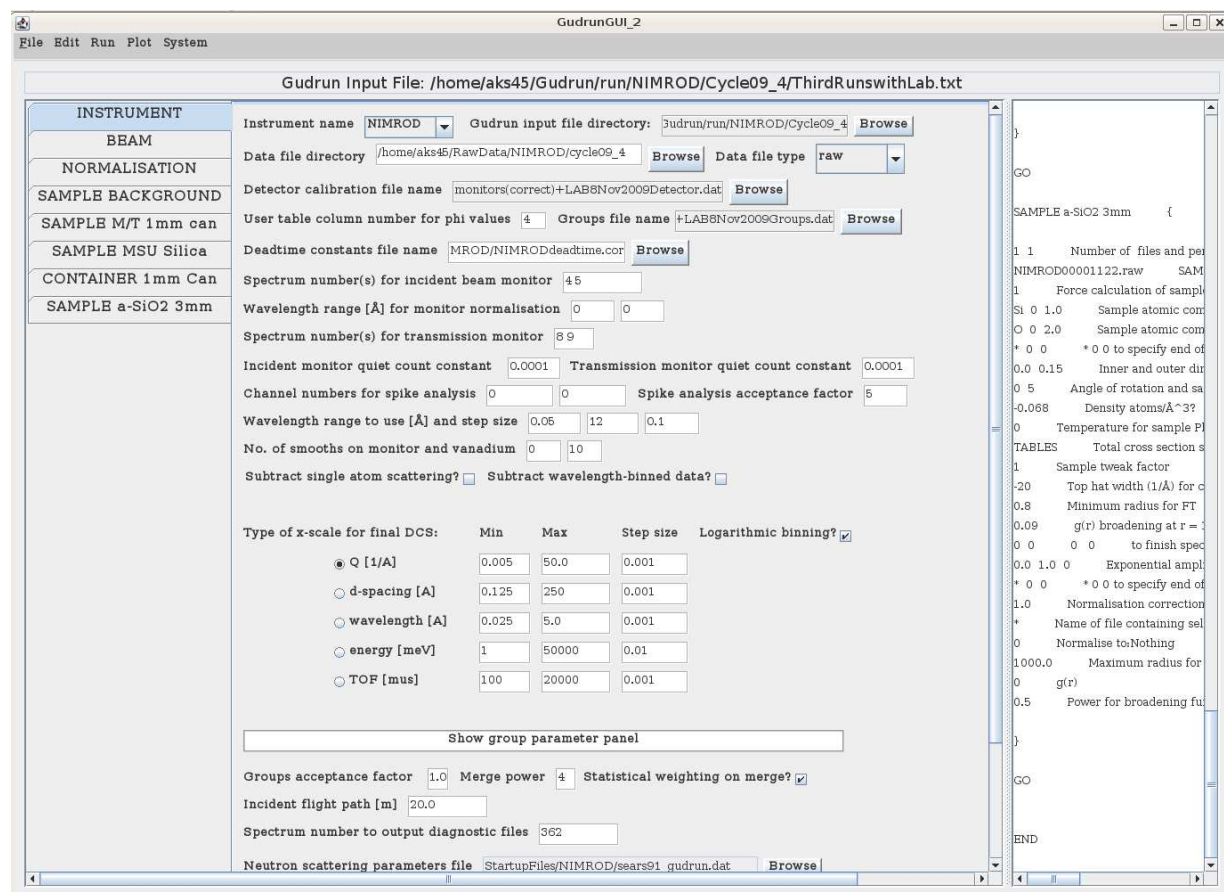 GudrunGUI_2
File Edit Run Plot System
Gudrun Input File: /home/aks45/Gudrun/run/NIMROD/Cycle09_4/ThirdRunswithLab.txt
INSTRUMENT
BEAM
NORMALISATION
SAMPLE BACKGROUND
SAMPLE M/T 1mm can
SAMPLE MSU Silica
CONTAINER 1mm Can
SAMPLE a-SiO2 3mm
Instrument name NIMROD Gudrun input file directory: Gudrun/run/NIMROD/Cycle09_4 Browse
Data file directory /home/aks45/RawData/NIMROD/cycle09_4 Browse Data file type raw
Detector calibration file name monitors(correct)+LAB8Nov2009Detector.dat Browse
User table column number for phi values 4 Groups file name +LAB8Nov2009Groups.dat Browse
Deadtime constants file name MROD/NIMRODdeadtime.cor Browse
Spectrum number(s) for incident beam monitor 4 5
Wavelength range [Å] for monitor normalisation 0 0
Spectrum number(s) for transmission monitor 8 9
Incident monitor quiet count constant 0.0001 Transmission monitor quiet count constant 0.0001
Channel numbers for spike analysis 0 0 Spike analysis acceptance factor 5
Wavelength range to use [Å] and step size 0.05 12 0.1
No. of smooths on monitor and vanadium 0 10
Subtract single atom scattering? Subtract wavelength-binned data?
Type of x-scale for final DCS: Min Max Step size Logarithmic binning?
Q [1/A] 0.005 50.0 0.001
d-spacing [A] 0.125 250 0.001
wavelength [A] 0.025 5.0 0.001
energy [meV] 1 50000 0.01
TOF [mus] 100 20000 0.001
Show group parameter panel
Groups acceptance factor 1.0 Merge power 4 Statistical weighting on merge?
Incident flight path [m] 20.0
Spectrum number to output diagnostic files 362
Neutron scattering parameters file StartupFiles/NIMROD/sears91_gudrun.dat Browse
}
GO
SAMPLE a-SiO2 3mm {
1 1 Number of files and per
NIMROD00001122.raw SAM
1 Force calculation of sample
Si 0 1.0 Sample atomic com
O 0 2.0 Sample atomic com
* 0 0 * 0 0 to specify end of
0.0 0.15 Inner and outer dim
0 5 Angle of rotation and sa
-0.068 Density atoms/Å^3?
0 Temperature for sample Pl
TABLES Total cross section s
1 Sample tweak factor
-20 Top hat width (1/Å) for c
0.8 Minimum radius for FT
0.09 g(r) broadening at r =
0 0 0 0 to finish spec
0.0 1.0 0 Exponential ampli
* 0 0 * 0 0 to specify end of
1.0 Normalisation correction
* Name of file containing sel
0 Normalise to:Nothing
1000.0 Maximum radius for
0 g(r)
0.5 Power for broadening fun
}
GO
END